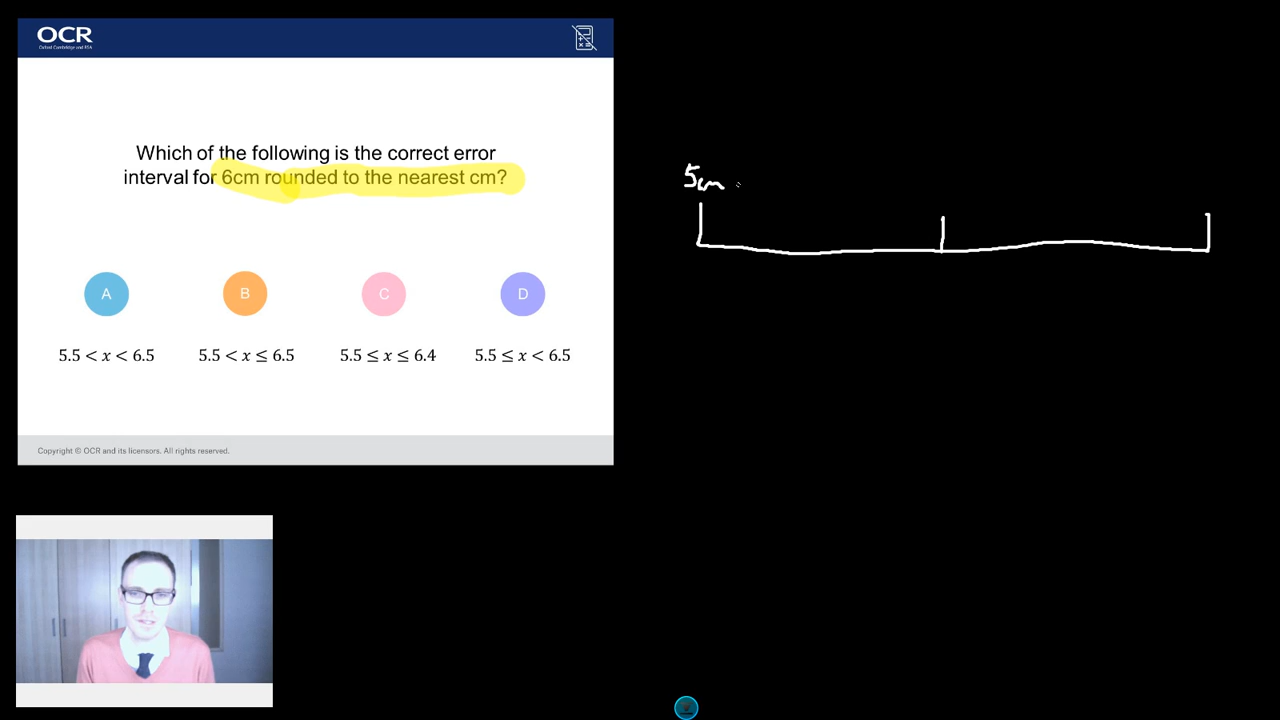 OCR
Oxford Cambridge and RSA
Which of the following is the correct error
interval for 6cm rounded to the nearest cm?
A
B
C
D
5.5 < x < 6.5
5.5 < x ≤ 6.5
5.5 ≤ x ≤ 6.4
5.5 ≤ x < 6.5
Copyright © OCR and its licensors. All rights reserved.
5cm